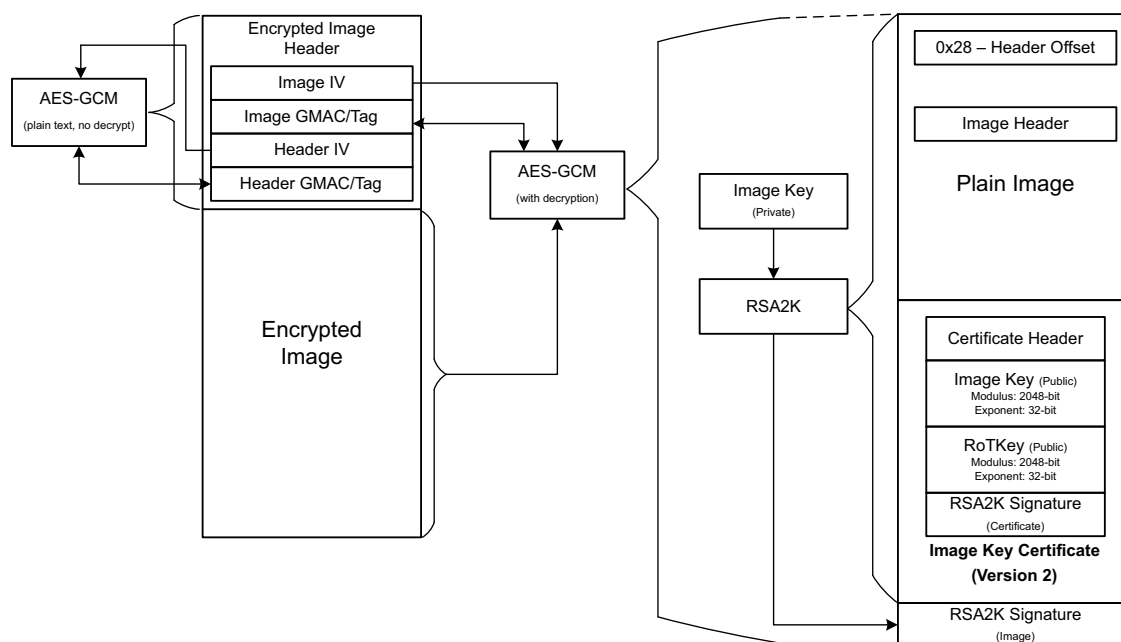 AES-GCM
(plain text, no decrypt)
Encrypted Image
Header
Image IV
Image GMAC/Tag
Header IV
Header GMAC/Tag
Encrypted
Image
AES-GCM
(with decryption)
Image Key
(Private)
RSA2K
0x28 – Header Offset
Image Header
Plain Image
Certificate Header
Image Key (Public)
Modulus: 2048-bit
Exponent: 32-bit
RoTKey (Public)
Modulus: 2048-bit
Exponent: 32-bit
RSA2K Signature
(Certificate)
Image Key Certificate
(Version 2)
RSA2K Signature
(Image)